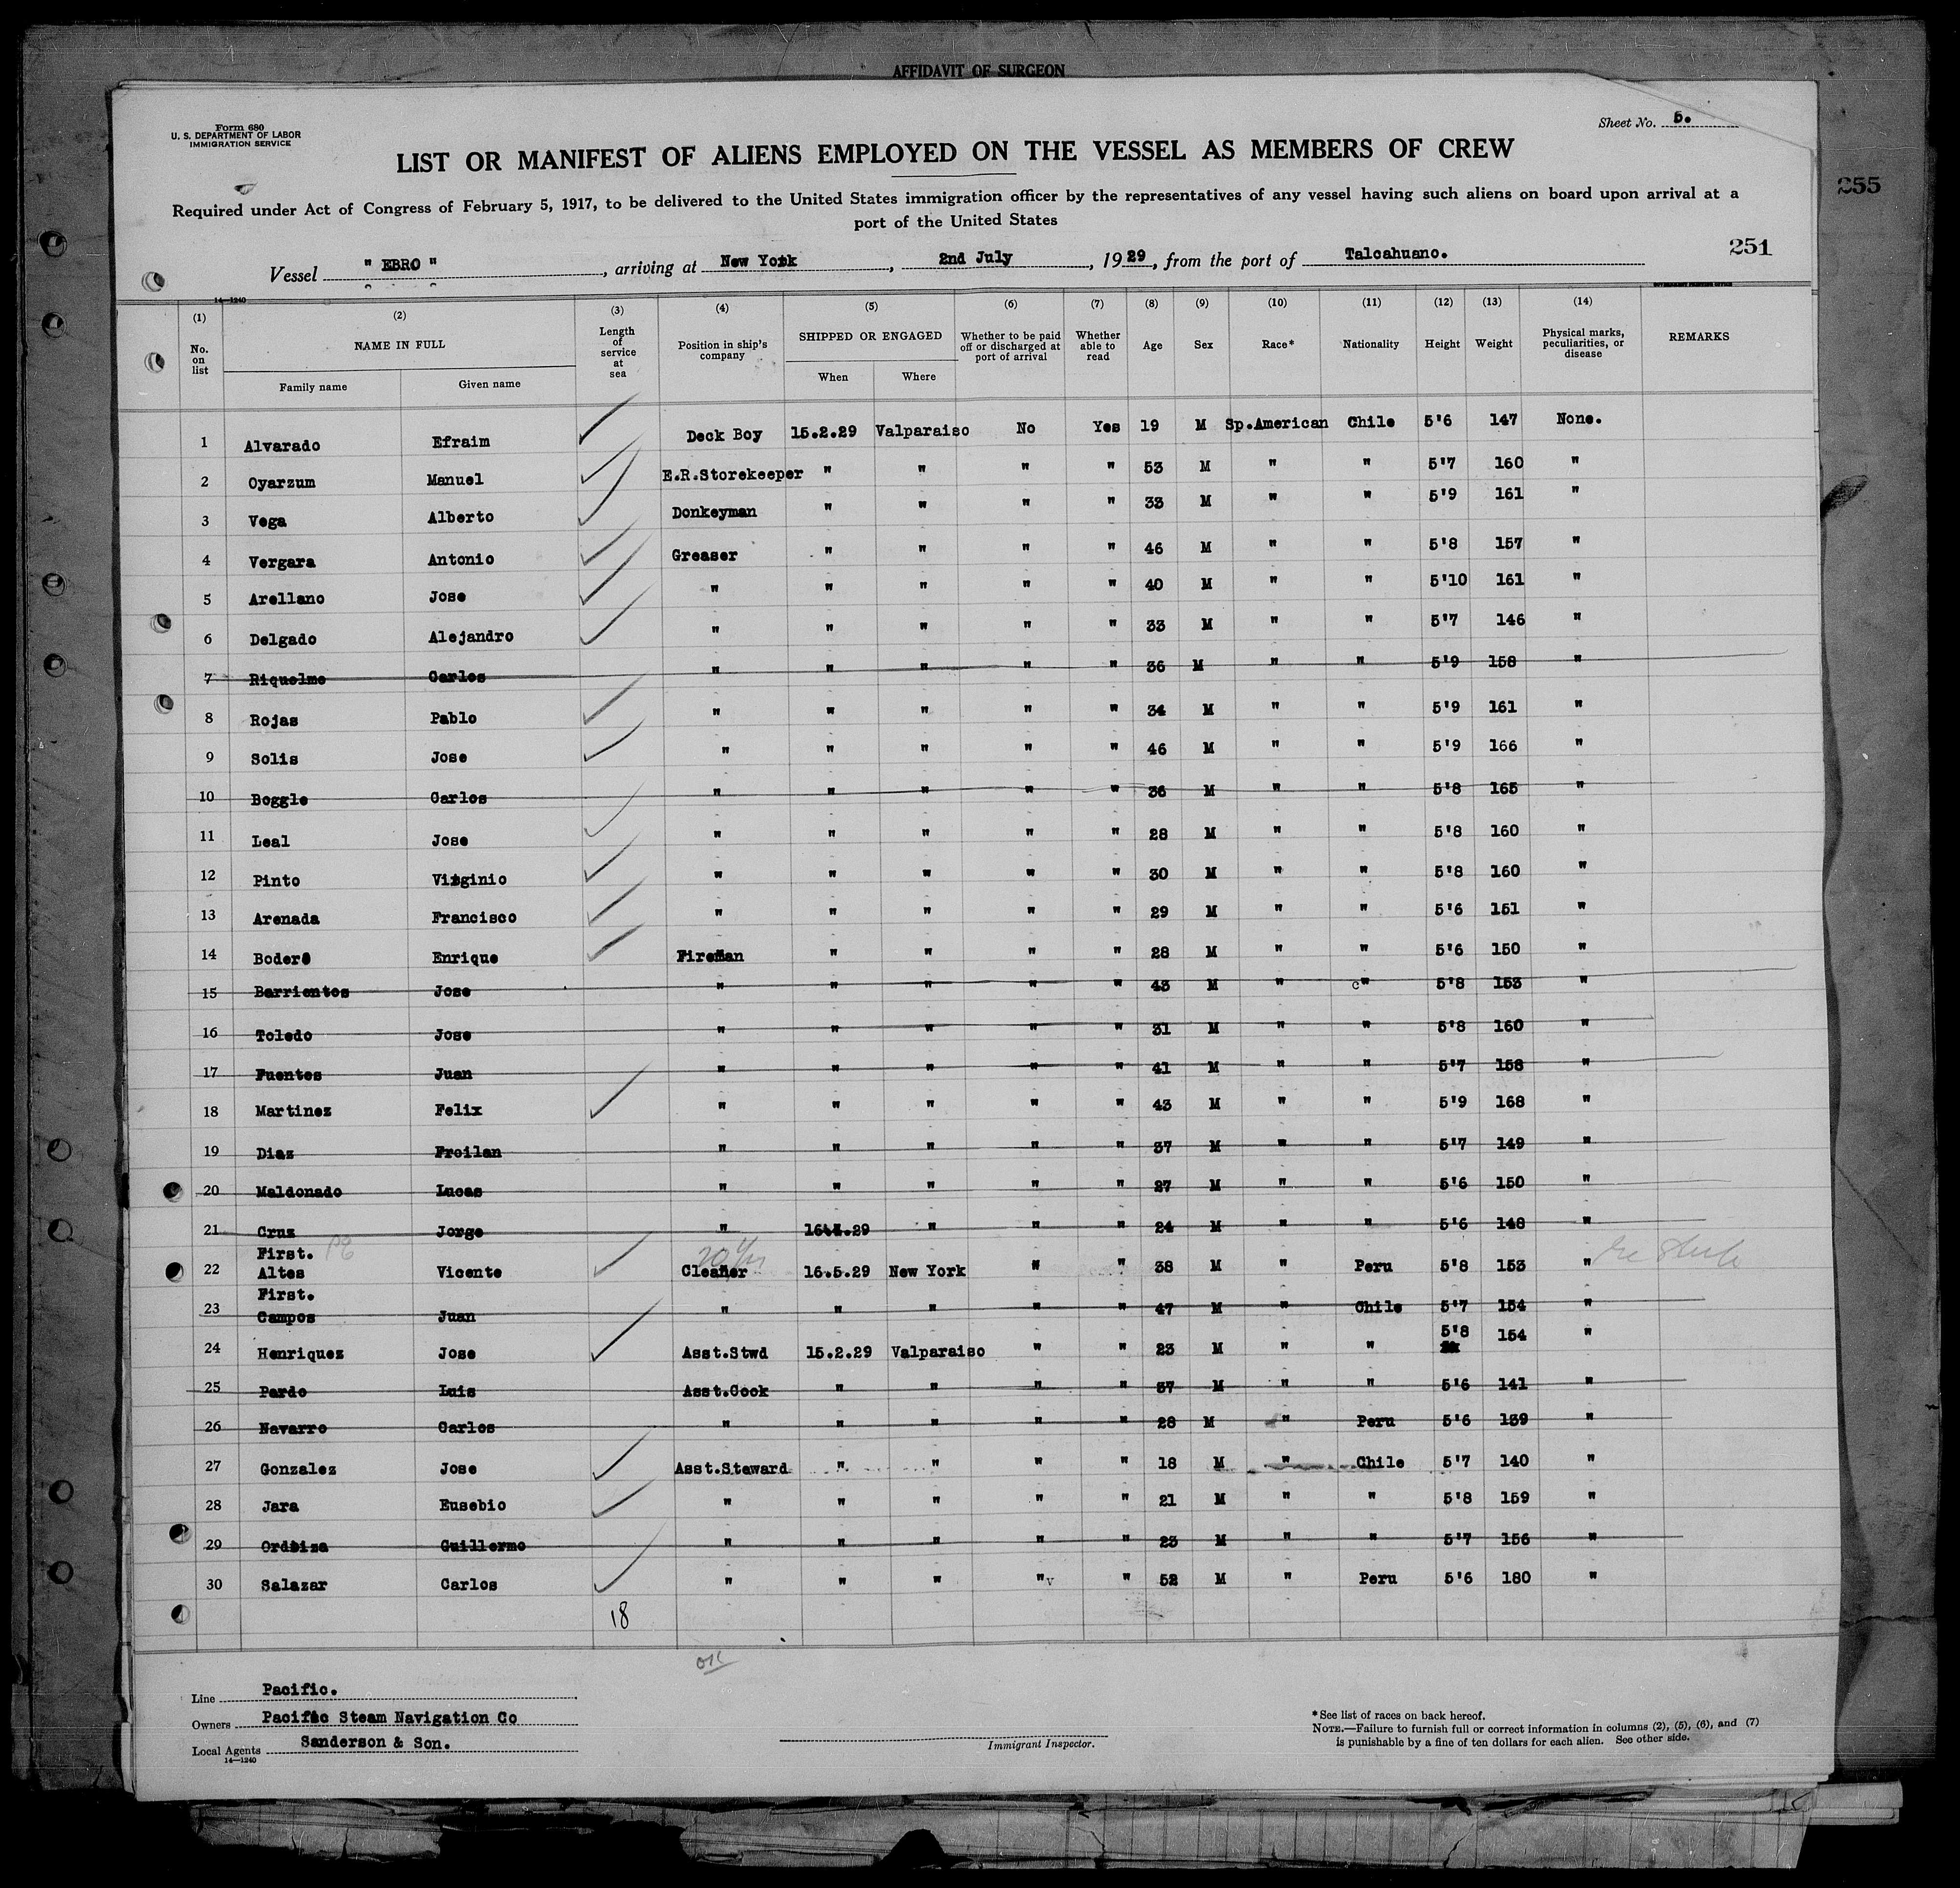 AFFIDAVIT OF SURGEON
Form 680
U. S. DEPARTMENT OF LABOR
IMMIGRATION SERVICE
Sheet No. 5.
LIST OR MANIFEST OF ALIENS EMPLOYED ON THE VESSEL AS MEMBERS OF CREW
255
Required under Act of Congress of February 5, 1917, to be delivered to the United States immigration officer by the representatives of any vessel having such aliens on board upon arrival at a
port of the United States
251
Vessel " EBRO ", arriving at New York, 2nd July, 1929, from the port of Talcahuano.
14—1240
(1) (2) (3) (4) (5) (6) (7) (8) (9) (10) (11) (12) (13) (14)
No. on list NAME IN FULL Family name Given name Length of service at sea Position in ship's company SHIPPED OR ENGAGED When Where Whether to be paid off or discharged at port of arrival Whether able to read Age Sex Race* Nationality Height Weight Physical marks, peculiarities, or disease REMARKS
1 Alvarado Efraim Deck Boy 15.2.29 Valparaiso No Yes 19 M Sp.American Chile 5'6 147 None.
2 Oyarzum Manuel E.R.Storekeeper " " " " 53 M " " 5'7 160 "
3 Vega Alberto Donkeyman " " " " 33 M " " 5'9 161 "
4 Vergara Antonio Greaser " " " " 46 M " " 5'8 157 "
5 Arellano Jose " " " " " 40 M " " 5'10 161 "
6 Delgado Alejandro " " " " " 33 M " " 5'7 146 "
7 Riquelme Carlos " " " " " 36 M " " 5'9 158 "
8 Rojas Pablo " " " " " 34 M " " 5'9 161 "
9 Solis Jose " " " " " 46 M " " 5'9 166 "
10 Boggle Carlos " " " " " 36 M " " 5'8 165 "
11 Leal Jose " " " " " 28 M " " 5'8 160 "
12 Pinto Virginio " " " " " 30 M " " 5'8 160 "
13 Arenada Francisco " " " " " 29 M " " 5'6 151 "
14 Bodero Enrique Fireman " " " " 28 M " " 5'6 150 "
15 Barrientos Jose " " " " " 43 M " " 5'8 153 "
16 Toledo Jose " " " " " 31 M " " 5'8 160 "
17 Fuentes Juan " " " " " 41 M " " 5'7 158 "
18 Martinez Felix " " " " " 43 M " " 5'9 168 "
19 Diaz Froilan " " " " " 37 M " " 5'7 149 "
20 Maldonado Lucas " " " " " 27 M " " 5'6 150 "
21 Cruz Jorge " " " " 24 M " " 5'6 148 "
First.
22 Altes Vicente Cleaner 16.5.29 New York " " 38 M " Peru 5'8 153 "
First.
23 Campos Juan " " " " " 47 M " Chile 5'7 154 "
24 Henriquez Jose Asst.Stwd 15.2.29 Valparaiso " " 23 M " " 5'8 154 "
25 Pardo Luis Asst.Cook " " " " 37 M " " 5'6 141 "
26 Navarro Carlos " " " " " 28 M " Peru 5'6 139 "
27 Gonzalez Jose Asst.Steward " " " " 18 M " Chile 5'7 140 "
28 Jara Eusebio " " " " " 21 M " " 5'8 159 "
29 Guillermo " " " " " 23 M " " 5'7 156 "
30 Salazar Carlos " " " " " 52 M " Peru 5'6 180 "
18
OK
Line Pacific.
Owners Pacific Steam Navigation Co
Local Agents Sanderson & Son.
14—1240
Immigrant Inspector.
*See list of races on back hereof.
NOTE.—Failure to furnish full or correct information in columns (2), (5), (6), and (7)
is punishable by a fine of ten dollars for each alien. See other side.